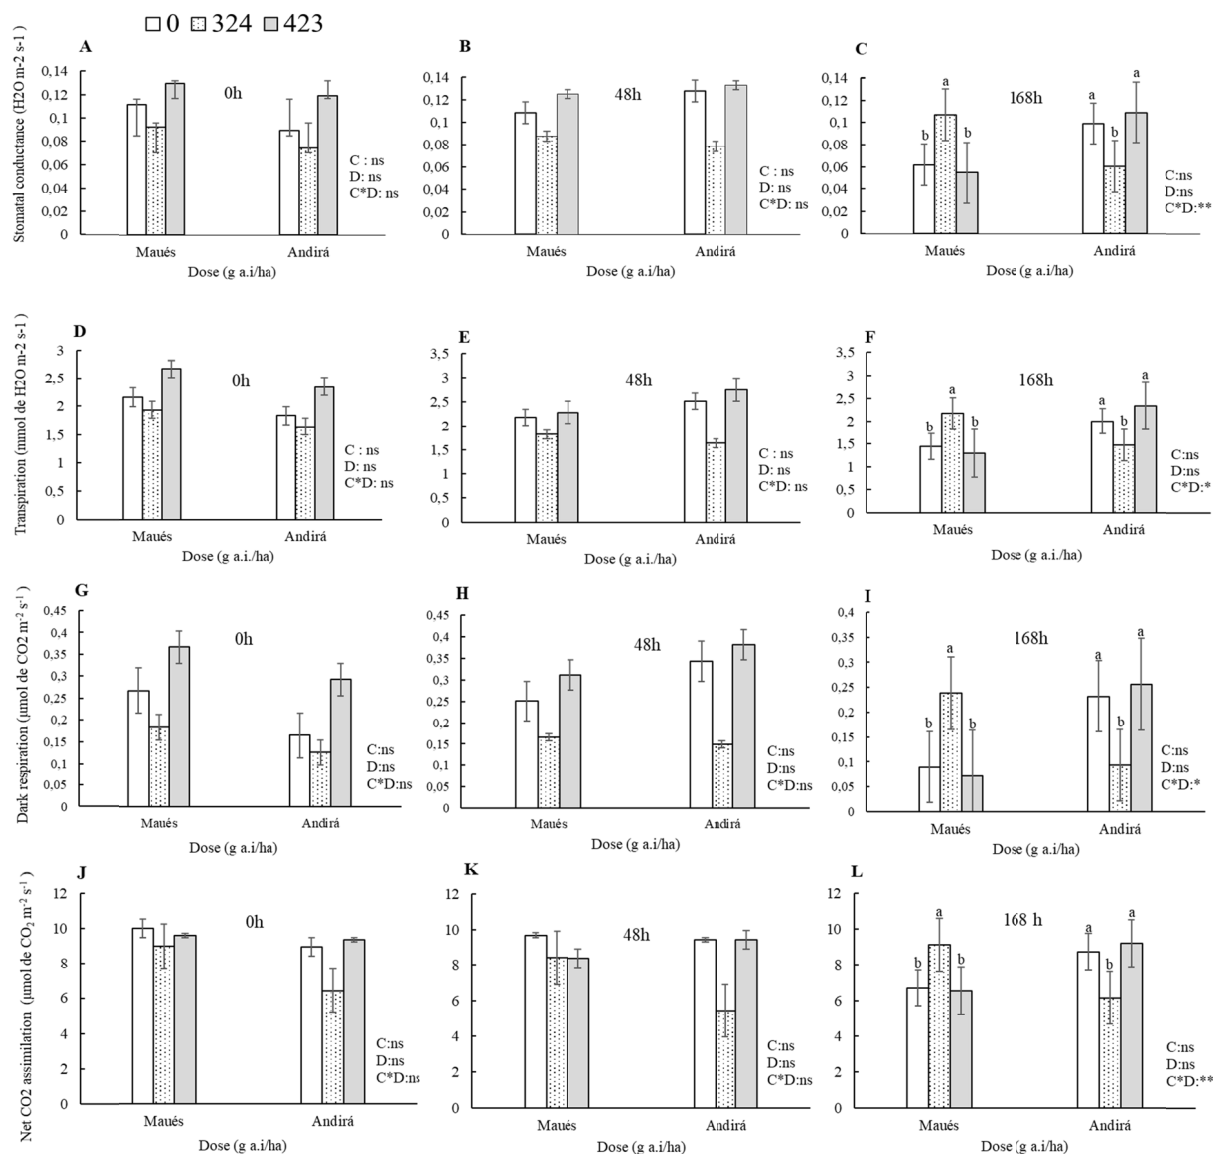 0 324 423
Stomatal conductance (H2O m-2 s-1 )
A
0h
0,14
0,12
0,1
0,08
0,06
0,04
0,02
0
C : ns
D: ns
C*D: ns
Maués Andirá
Dose (g a.i/ha)
B
48h
0,14
0,12
0,1
0,08
0,06
0,04
0,02
0
C : ns
D: ns
C*D: ns
Maués Andirá
Dose (g a.i/ha)
C
168h
0,14
0,12
0,1
0,08
0,06
0,04
0,02
0
b a b a b a
C:ns
D:ns
C*D:**
Maués Andirá
Dose (g a.i/ha)
Transpiration (mmol de H2O m-2 s-1)
D
0h
3
2,5
2
1,5
1
0,5
0
C : ns
D: ns
C*D: ns
Maués Andirá
Dose (g a.i./ha)
E
48h
3,5
3
2,5
2
1,5
1
0,5
0
C : ns
D: ns
C*D: ns
Maués Andirá
Dose (g a.i./ha)
F
168h
3,5
3
2,5
2
1,5
1
0,5
0
b a b a b a
C:ns
D:ns
C*D:*
Maués Andirá
Dose (g a.i./ha)
Dark respiration (µmol de CO2 m-2 s-1)
G
0h
0,45
0,4
0,35
0,3
0,25
0,2
0,15
0,1
0,05
0
C:ns
D:ns
C*D:ns
Maués Andirá
Dose (g a.i/ha)
H
48h
0,45
0,4
0,35
0,3
0,25
0,2
0,15
0,1
0,05
0
C:ns
D:ns
C*D:ns
Maués Andirá
Dose (g a.i/ha)
I
168h
0,4
0,35
0,3
0,25
0,2
0,15
0,1
0,05
0
b a b a b a
C:ns
D:ns
C*D:*
Maués Andirá
Dose (g a.i/ha)
Net CO2 assimilation (µmol de CO2 m-2 s-1)
J
0h
12
10
8
6
4
2
0
C:ns
D:ns
C*D:ns
Maués Andirá
Dose (g a.i/ha)
K
48h
12
10
8
6
4
2
0
C:ns
D:ns
C*D:ns
Maués Andirá
Dose (g a.i/ha)
L
168 h
12
10
8
6
4
2
0
b a b a b a
C:ns
D:ns
C*D:**
Maués Andirá
Dose (g a.i/ha)